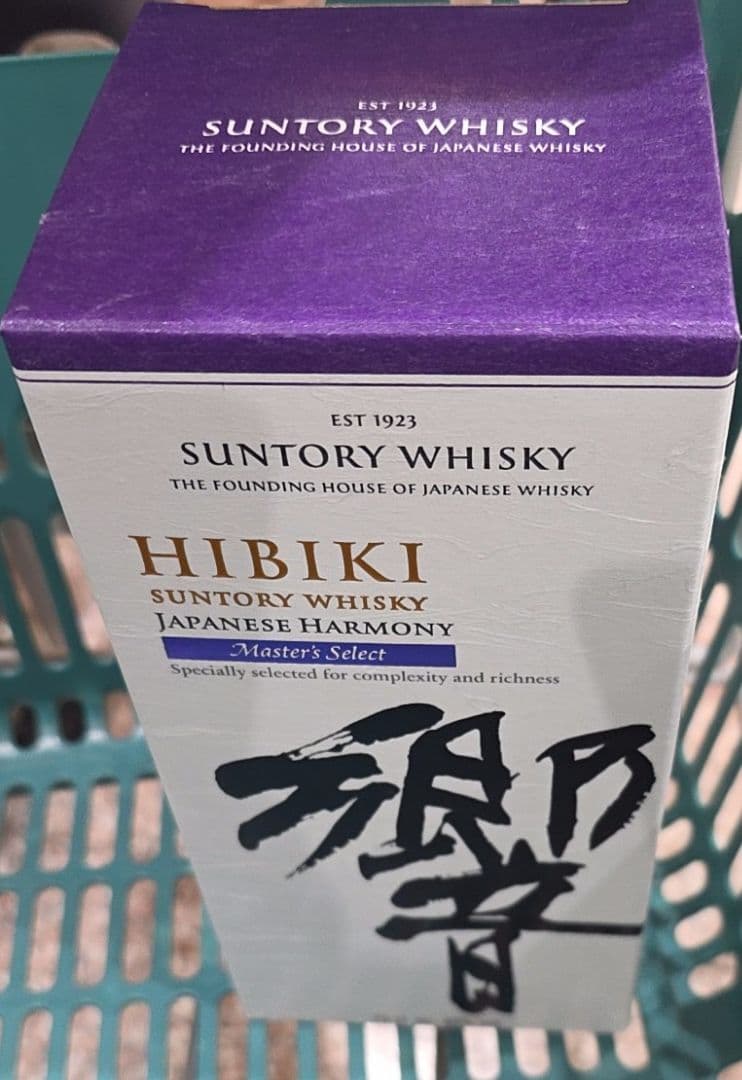 EST 1923
SUNTORY WHISKY
THE FOUNDING HOUSE OF JAPANESE WHISKY
EST 1923
SUNTORY WHISKY
THE FOUNDING HOUSE OF JAPANESE WHISKY
HIBIKI
SUNTORY WHISKY
JAPANESE HARMONY
Master's Select
Specially selected for complexity and richness
響